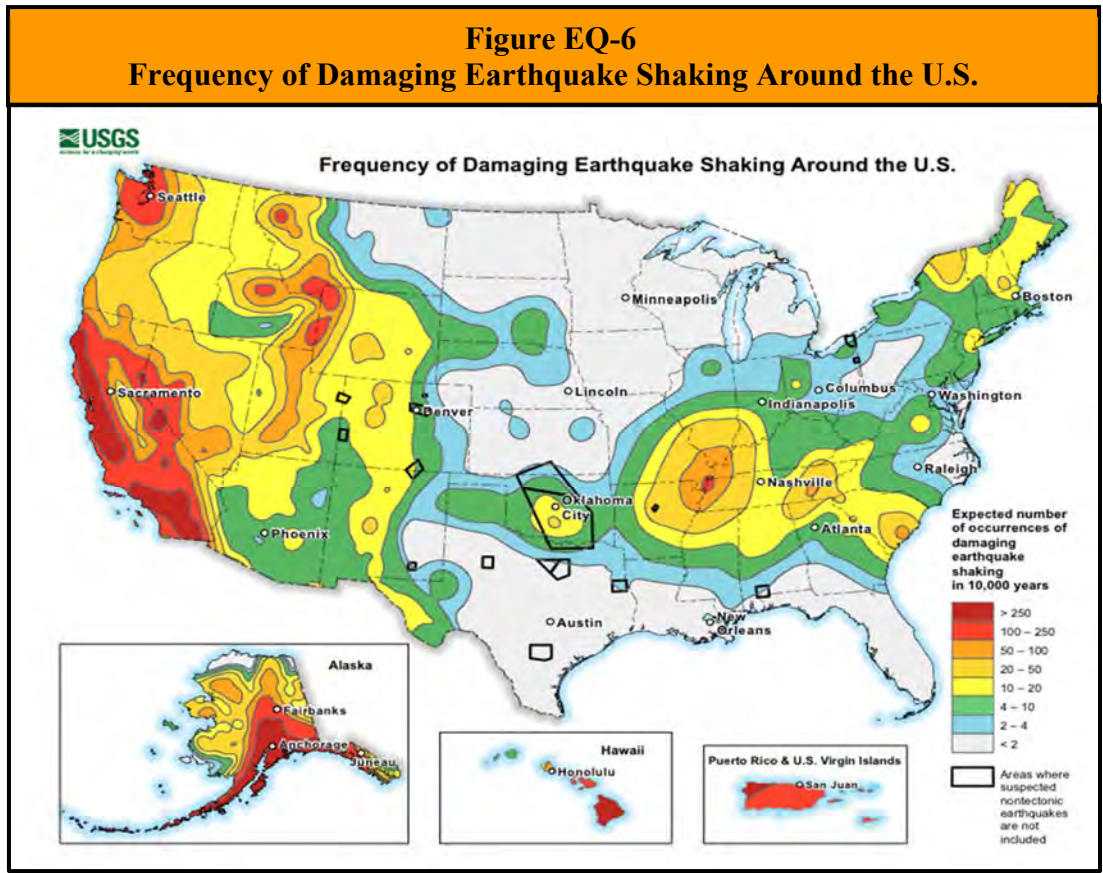 Figure EQ-6
Frequency of Damaging Earthquake Shaking Around the U.S.
USGS
science for a changing world
Frequency of Damaging Earthquake Shaking Around the U.S.
Seattle
Minneapolis
Boston
Sacramento
Denver
Lincoln
Columbus
Indianapolis
Washington
Raleigh
Oklahoma
City
Nashville
Phoenix
Atlanta
Austin
New
Orleans
Expected number
of occurrences of
damaging
earthquake
shaking
in 10,000 years
> 250
100 – 250
50 – 100
20 – 50
10 – 20
4 – 10
2 – 4
< 2
Areas where
suspected
nontectonic
earthquakes
are not
included
Alaska
Fairbanks
Anchorage
Juneau
Hawaii
Honolulu
Puerto Rico & U.S. Virgin Islands
San Juan